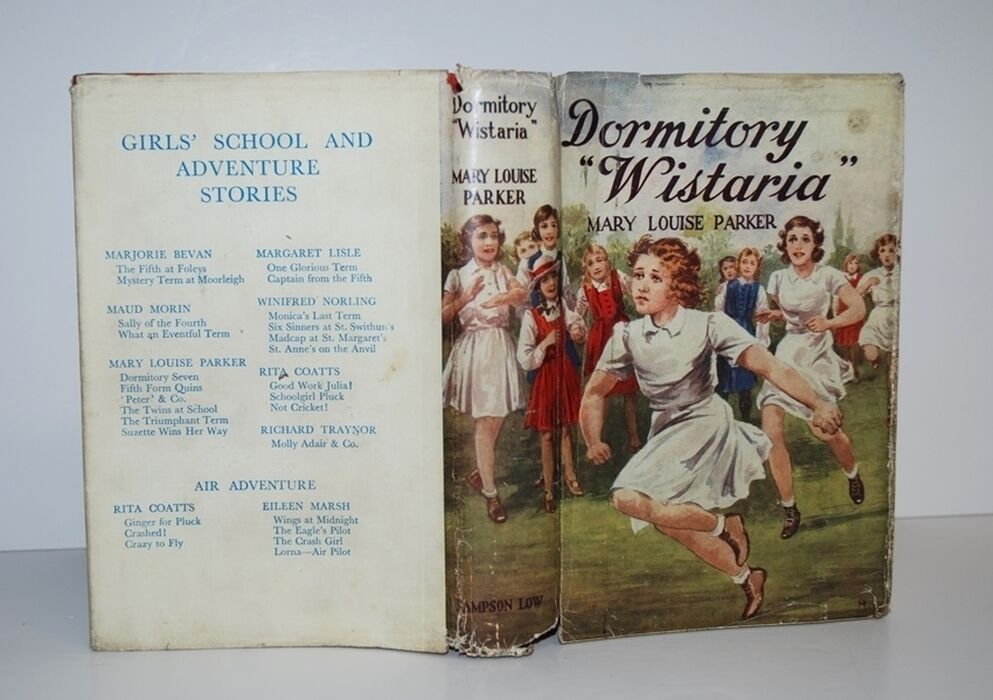 GIRLS' SCHOOL AND
ADVENTURE
STORIES
MARJORIE BEVAN
The Fifth at Foleys
Mystery Term at Moorleigh
MAUD MORIN
Sally of the Fourth
What an Eventful Term
MARY LOUISE PARKER
Dormitory Seven
Fifth Form Quins
'Peter' & Co.
The Twins at School
The Triumphant Term
Suzette Wins Her Way
MARGARET LISLE
One Glorious Term
Captain from the Fifth
WINIFRED NORLING
Monica's Last Term
Six Sinners at St. Swithun's
Madcap at St. Margaret's
St. Anne's on the Anvil
RITA COATTS
Good Work Julia!
Schoolgirl Pluck
Not Cricket!
RICHARD TRAYNOR
Molly Adair & Co.
AIR ADVENTURE
RITA COATTS
Ginger for Pluck
Crashed!
Crazy to Fly
EILEEN MARSH
Wings at Midnight
The Eagle's Pilot
The Crash Girl
Lorna—Air Pilot
Dormitory
"Wistaria"
MARY LOUISE
PARKER
SAMPSON LOW
Dormitory
"Wistaria"
MARY LOUISE PARKER